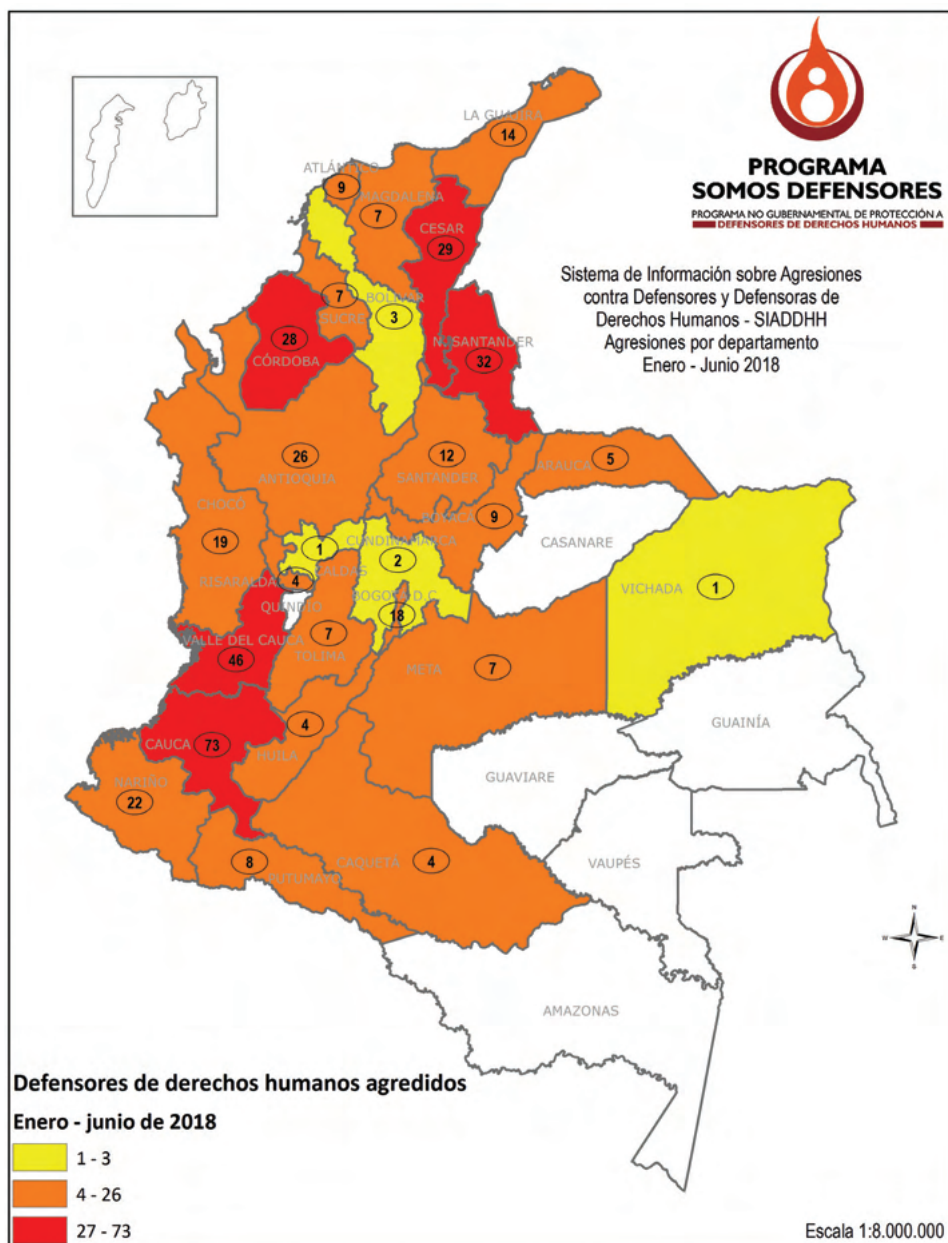 PROGRAMA
SOMOS DEFENSORES
PROGRAMA NO GUBERNAMENTAL DE PROTECCIÓN A
DEFENSORES DE DERECHOS HUMANOS
Sistema de Información sobre Agresiones
contra Defensores y Defensoras de
Derechos Humanos - SIADDHH
Agresiones por departamento
Enero - Junio 2018
LA GUAJIRA
14
ATLÁNTICO
9
MAGDALENA
7
CESAR
29
BOLÍVAR
3
7
SUCRE
28
CÓRDOBA
N. SANTANDER
32
26
ANTIOQUIA
12
SANTANDER
ARAUCA
5
CHOCÓ
19
BOYACÁ
9
CASANARE
CUNDINAMARCA
2
1
CALDAS
RISARALDA
4
BOGOTÁ D.C
18
VICHADA
1
QUINDÍO
VALLE DEL CAUCA
46
7
TOLIMA
META
7
GUAINÍA
CAUCA
73
4
HUILA
GUAVIARE
NARIÑO
22
8
PUTUMAYO
CAQUETÁ
4
VAUPÉS
N
W
E
S
AMAZONAS
Defensores de derechos humanos agredidos
Enero - junio de 2018
1 - 3
4 - 26
27 - 73
Escala 1:8.000.000